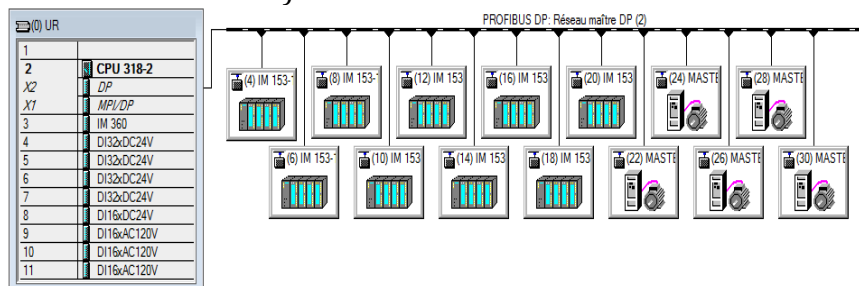 (0) UR
1
2 CPU 318-2
X2 DP
X1 MPI/DP
3 IM 360
4 DI32xDC24V
5 DI32xDC24V
6 DI32xDC24V
7 DI32xDC24V
8 DI16xDC24V
9 DI16xAC120V
10 DI16xAC120V
11 DI16xAC120V
PROFIBUS DP: Réseau maître DP (2)
(4) IM 153-1
(8) IM 153-
(12) IM 153
(16) IM 153
(20) IM 153
(24) MASTE
(28) MASTE
(6) IM 153-
(10) IM 153
(14) IM 153
(18) IM 153
(22) MASTE
(26) MASTE
(30) MASTE